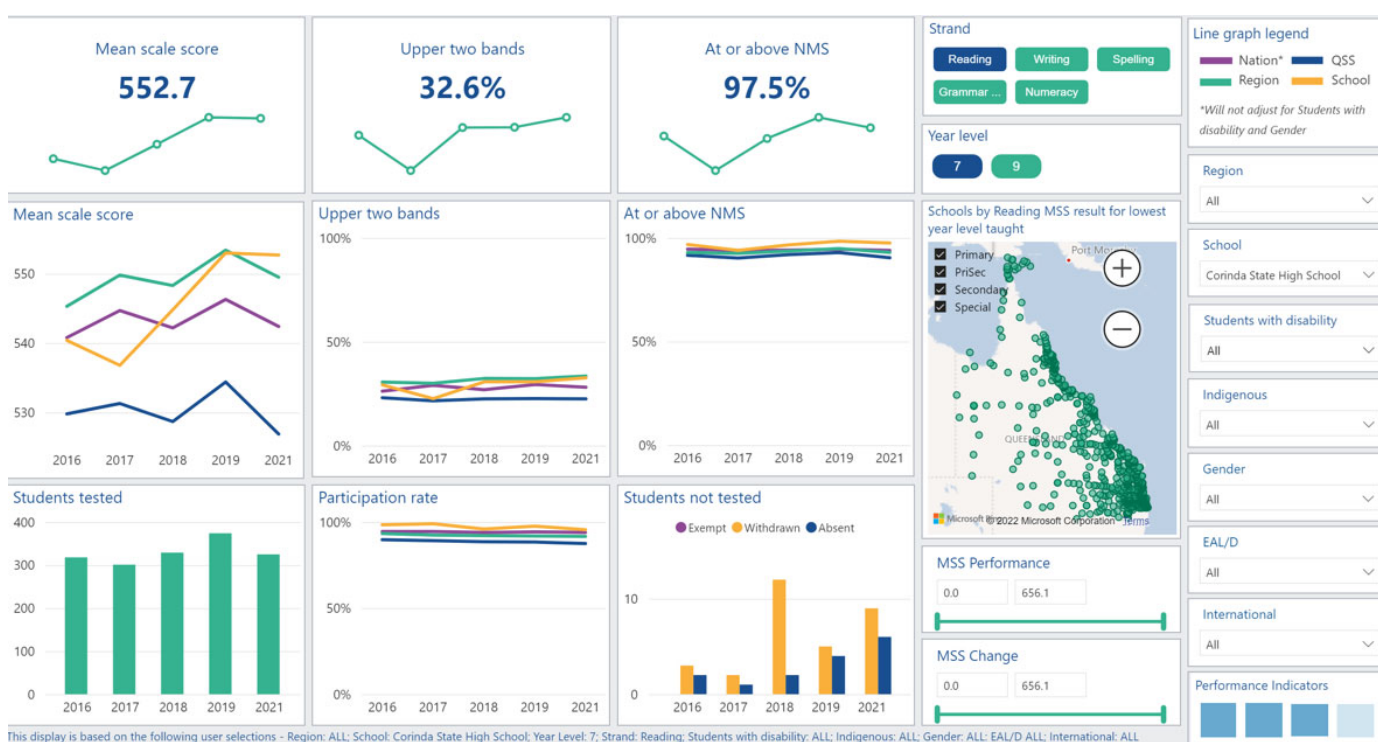 Mean scale score
552.7
Upper two bands
32.6%
At or above NMS
97.5%
Strand
Reading
Writing
Spelling
Grammar ...
Numeracy
Year level
7
9
Line graph legend
Nation* QSS
Region School
*Will not adjust for Students with
disability and Gender
Mean scale score
550
540
530
2016 2017 2018 2019 2021
Upper two bands
100%
50%
0%
2016 2017 2018 2019 2021
At or above NMS
100%
50%
0%
2016 2017 2018 2019 2021
Schools by Reading MSS result for lowest
year level taught
Primary
PriSec
Secondary
Special
Microsoft
© 2022 Microsoft Corporation Terms
Region
All
School
Corinda State High School
Students with disability
All
Indigenous
All
Gender
All
EAL/D
All
International
All
Performance Indicators
Students tested
400
300
200
100
0
2016 2017 2018 2019 2021
Participation rate
100%
50%
0%
2016 2017 2018 2019 2021
Students not tested
Exempt Withdrawn Absent
10
0
2016 2017 2018 2019 2021
MSS Performance
0.0 656.1
MSS Change
0.0 656.1
This display is based on the following user selections - Region: ALL; School: Corinda State High School; Year Level: 7; Strand: Reading; Students with disability: ALL; Indigenous: ALL; Gender: ALL: EAL/D ALL; International: ALL